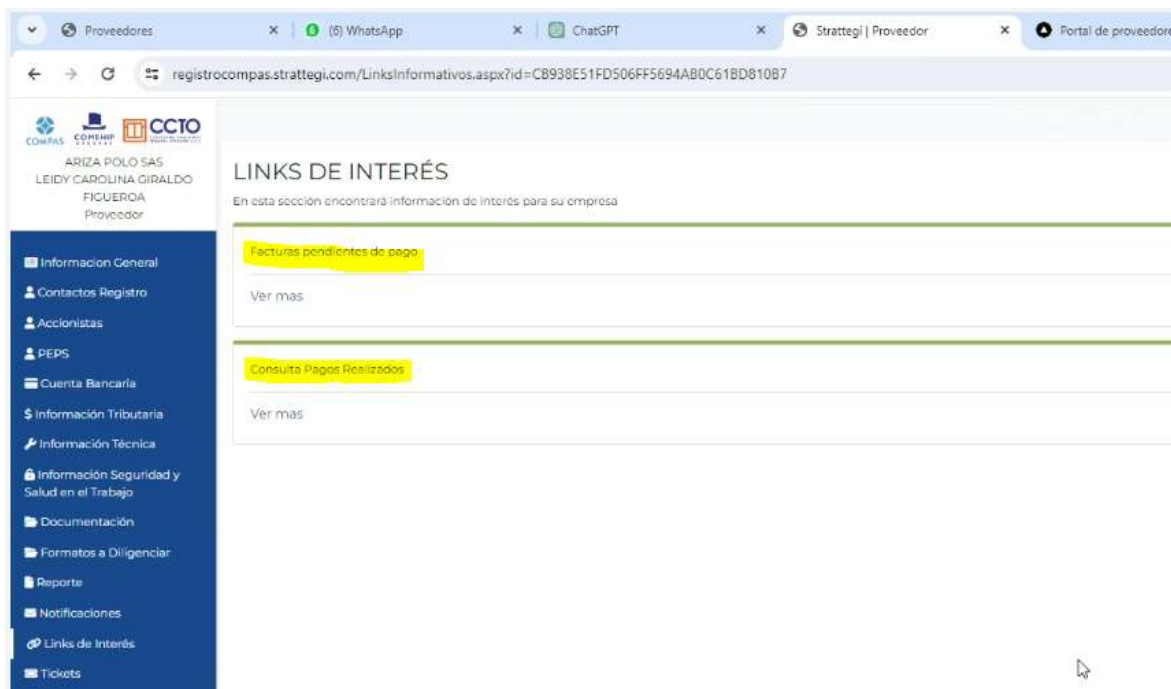 Proveedores
(6) WhatsApp
ChatGPT
Strattegi | Proveedor
Portal de proveedore
registrocompas.strattegi.com/LinksInformativos.aspx?id=CB938E51FD506FF5694AB0C61BD810B7
COMPAS
COMEHIP
CCTO
ARIZA POLO SAS
LEIDY CAROLINA GIRALDO
FIGUEROA
Proveedor
LINKS DE INTERÉS
En esta sección encontrará información de interés para su empresa
Facturas pendientes de pago
Ver mas
Consulta Pagos Realizados
Ver mas
Informacion General
Contactos Registro
Accionistas
PEPS
Cuenta Bancaria
$ Información Tributaria
Información Técnica
Información Seguridad y
Salud en el Trabajo
Documentación
Formatos a Diligenciar
Reporte
Notificaciones
Links de Interés
Tickets